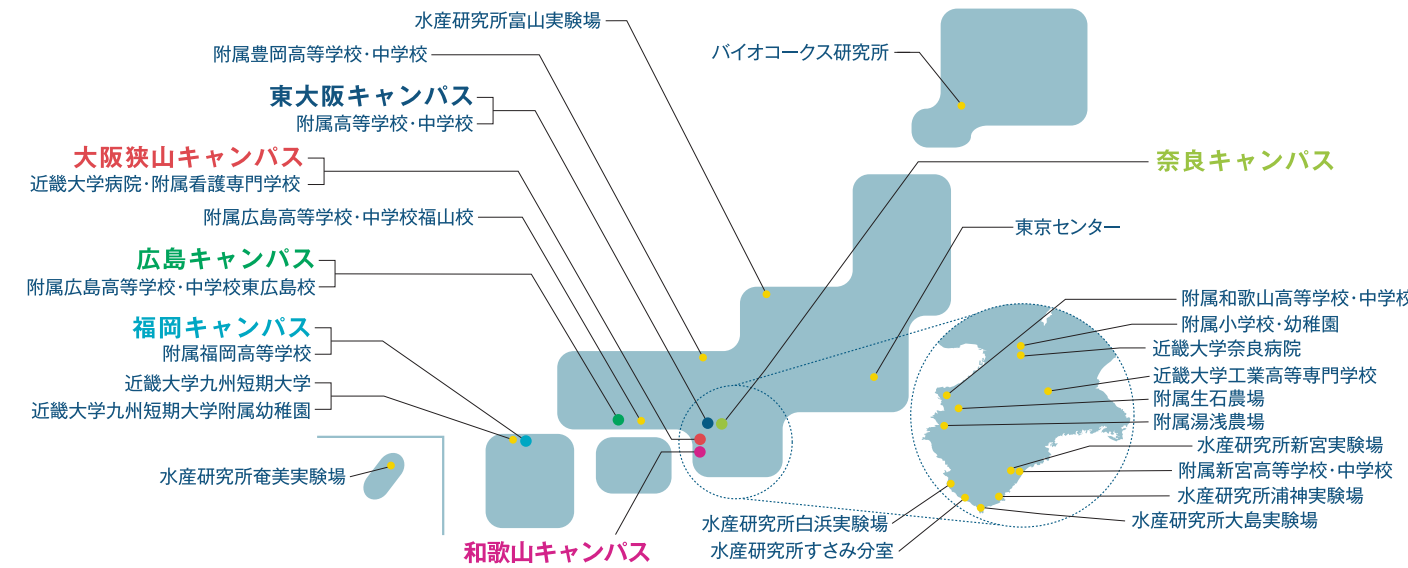 水産研究所富山実験場
附属豊岡高等学校・中学校
東大阪キャンパス
附属高等学校・中学校
大阪狭山キャンパス
近畿大学病院・附属看護専門学校
附属広島高等学校・中学校福山校
広島キャンパス
附属広島高等学校・中学校東広島校
福岡キャンパス
附属福岡高等学校
近畿大学九州短期大学
近畿大学九州短期大学附属幼稚園
水産研究所奄美実験場
和歌山キャンパス
バイオコークス研究所
奈良キャンパス
東京センター
附属和歌山高等学校・中学校
附属小学校・幼稚園
近畿大学奈良病院
近畿大学工業高等専門学校
附属生石農場
附属湯浅農場
水産研究所新宮実験場
附属新宮高等学校・中学校
水産研究所浦神実験場
水産研究所大島実験場
水産研究所白浜実験場
水産研究所すさみ分室